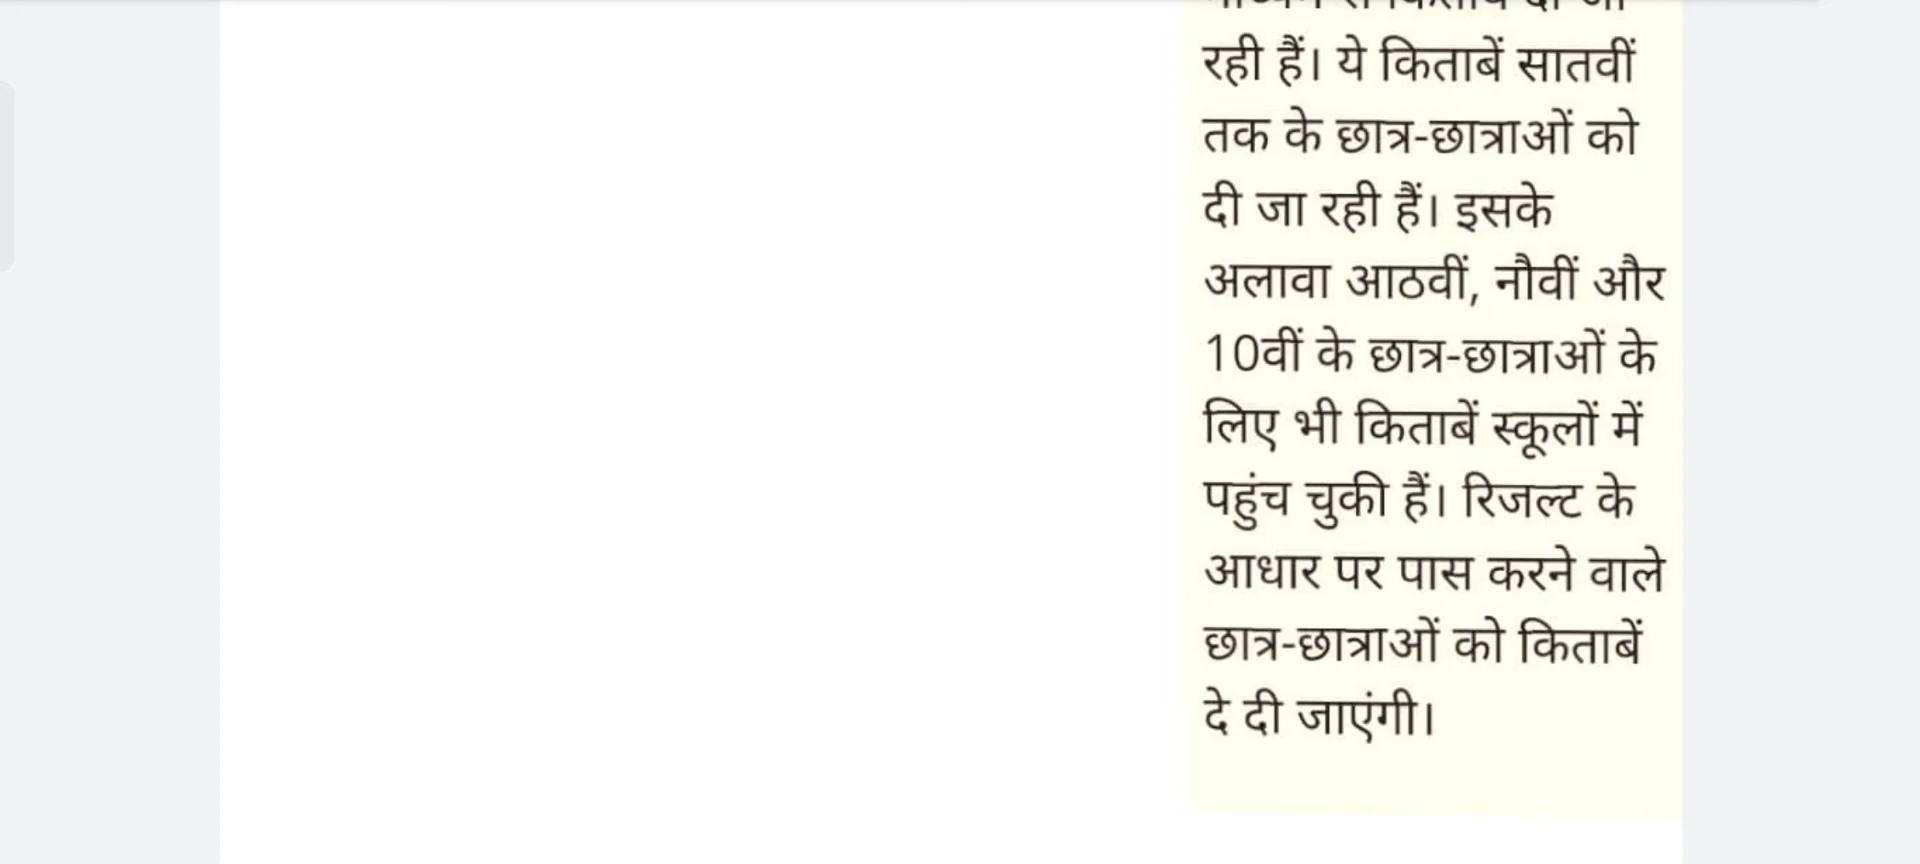 रही हैं। ये किताबें सातवीं
तक के छात्र-छात्राओं को
दी जा रही हैं। इसके
अलावा आठवीं, नौवीं और
10वीं के छात्र-छात्राओं के
लिए भी किताबें स्कूलों में
पहुंच चुकी हैं। रिजल्ट के
आधार पर पास करने वाले
छात्र-छात्राओं को किताबें
दे दी जाएंगी।